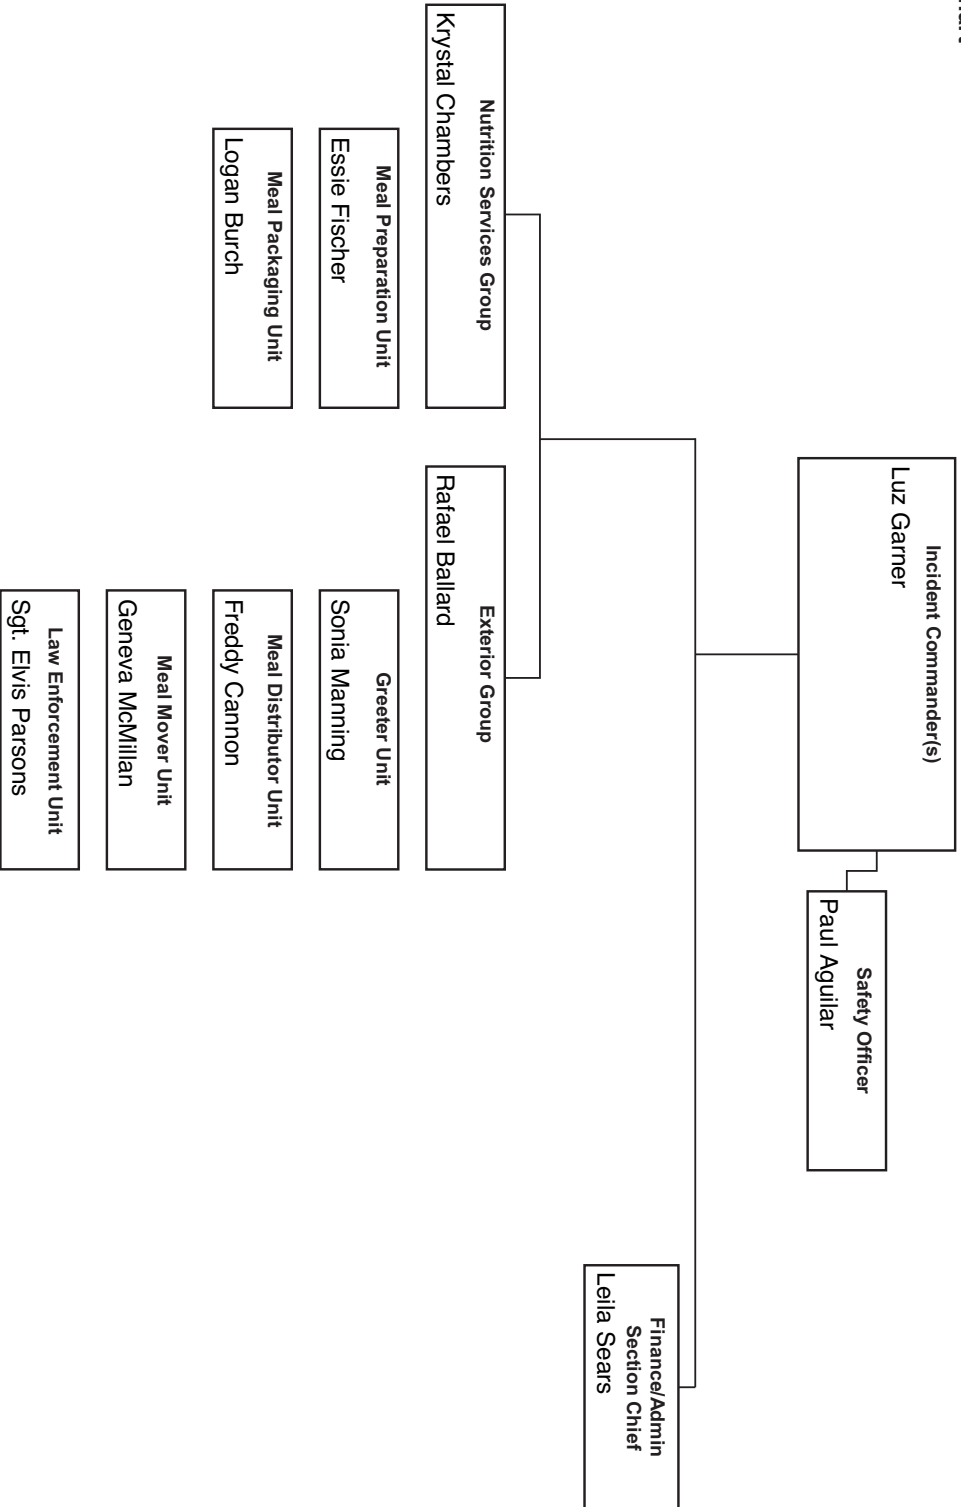 Incident Commander(s)
Luz Garner
Safety Officer
Paul Aguilar
Finance/Admin
Section Chief
Leila Sears
Nutrition Services Group
Krystal Chambers
Meal Preparation Unit
Essie Fischer
Meal Packaging Unit
Logan Burch
Exterior Group
Rafael Ballard
Greeter Unit
Sonia Manning
Meal Distributor Unit
Freddy Cannon
Meal Mover Unit
Geneva McMillan
Law Enforcement Unit
Sgt. Elvis Parsons